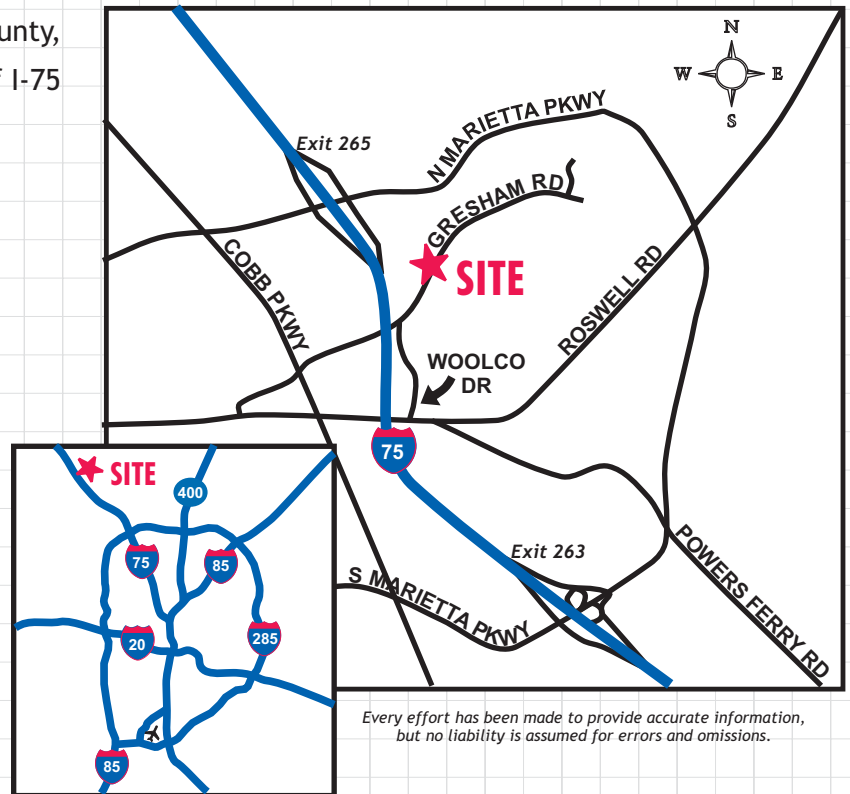 ounty,
I-75
N
W
E
S
Exit 265
N MARIETTA PKWY
GRESHAM RD
COBB PKWY
SITE
ROSWELL RD
WOOLCO
DR
75
SITE
400
75
85
20
285
85
Exit 263
S MARIETTA PKWY
POWERS FERRY RD
Every effort has been made to provide accurate information,
but no liability is assumed for errors and omissions.